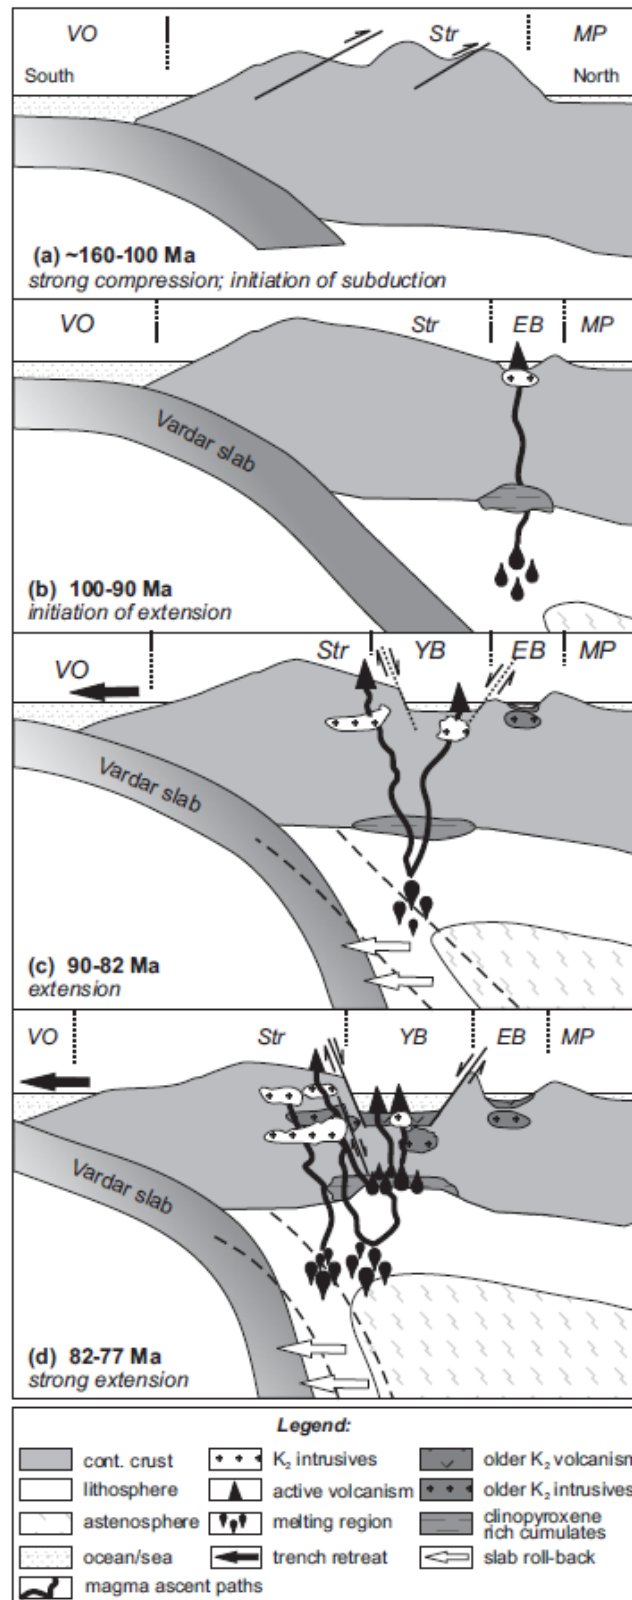 VO Str MP
South North
(a) ~160-100 Ma
strong compression; initiation of subduction
VO Str EB MP
Vardar slab
(b) 100-90 Ma
initiation of extension
Str YB EB MP
VO
Vardar slab
(c) 90-82 Ma
extension
VO Str YB EB MP
Vardar slab
(d) 82-77 Ma
strong extension
Legend:
cont. crust K₂ intrusives older K₂ volcanism
lithosphere active volcanism older K₂ intrusives
astenosphere melting region clinopyroxene
rich cumulates
ocean/sea trench retreat slab roll-back
magma ascent paths